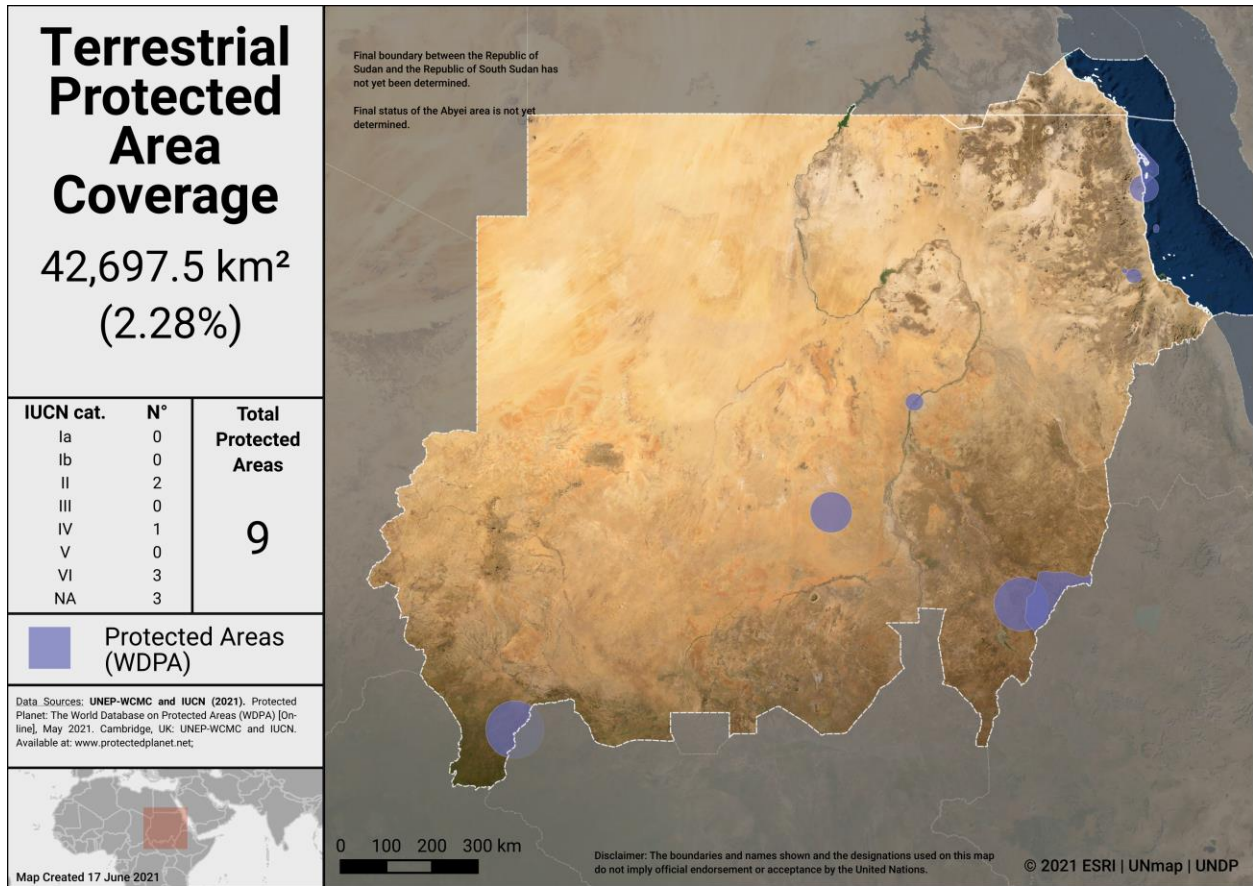 Terrestrial
Protected
Area
Coverage
42,697.5 km²
(2.28%)
IUCN cat. N°
Ia 0
Ib 0
II 2
III 0
IV 1
V 0
VI 3
NA 3
Total
Protected
Areas
9
Protected Areas
(WDPA)
Data Sources: UNEP-WCMC and IUCN (2021). Protected
Planet: The World Database on Protected Areas (WDPA) [On-
line], May 2021. Cambridge, UK: UNEP-WCMC and IUCN.
Available at: www.protectedplanet.net;
Map Created 17 June 2021
Final boundary between the Republic of
Sudan and the Republic of South Sudan has
not yet been determined.
Final status of the Abyei area is not yet
determined.
0 100 200 300 km
Disclaimer: The boundaries and names shown and the designations used on this map
do not imply official endorsement or acceptance by the United Nations.
© 2021 ESRI | UNmap | UNDP